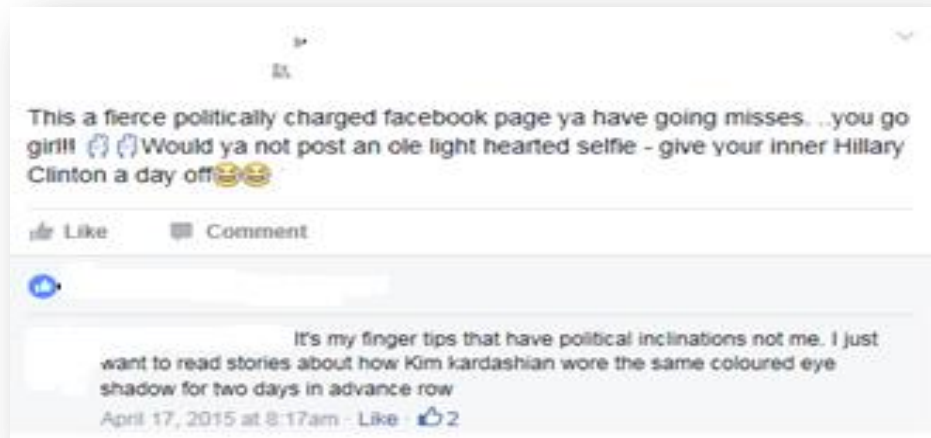 This a fierce politically charged facebook page ya have going misses. ..you go
girl!!! Would ya not post an ole light hearted selfie - give your inner Hillary
Clinton a day off😆😆
Like Comment
It's my finger tips that have political inclinations not me. I just
want to read stories about how Kim kardashian wore the same coloured eye
shadow for two days in advance row
April 17, 2015 at 8:17am · Like · 2